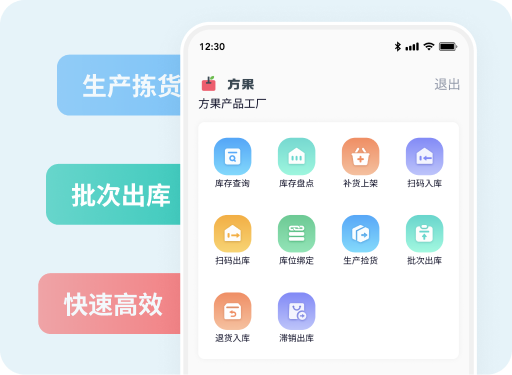 12:30
方果
退出
方果产品工厂
生产拣货
批次出库
快速高效
库存查询
库存盘点
补货上架
扫码入库
扫码出库
库位绑定
生产捡货
批次出库
退货入库
滞销出库